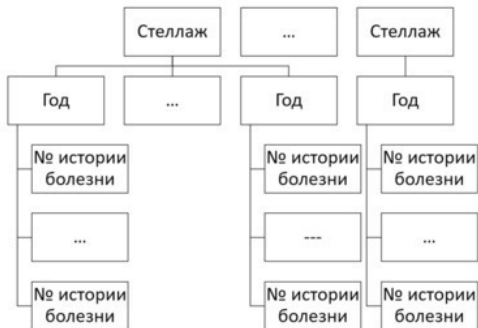 Стеллаж
...
Стеллаж
Год
...
Год
Год
№ истории
болезни
№ истории
болезни
№ истории
болезни
...
---
...
№ истории
болезни
№ истории
болезни
№ истории
болезни